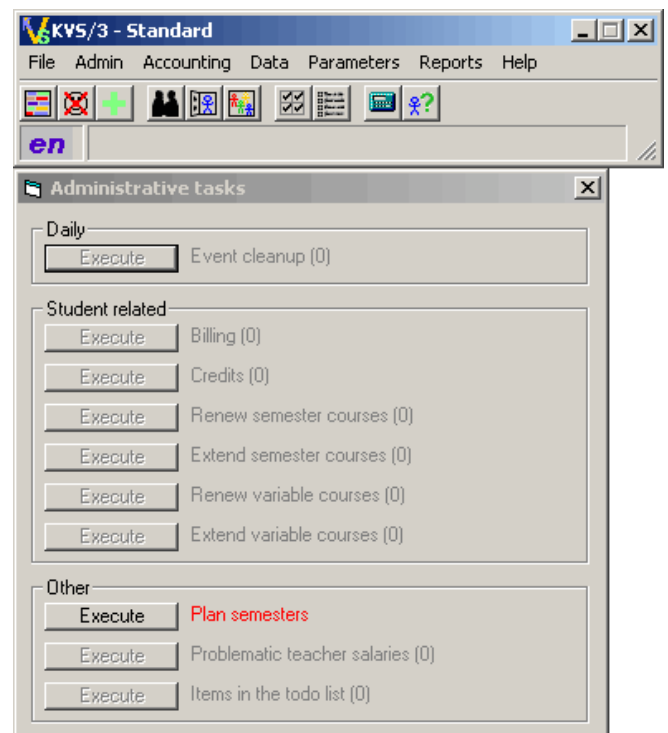 KVS/3 - Standard
File Admin Accounting Data Parameters Reports Help
en
Administrative tasks
Daily
Execute Event cleanup (0)
Student related
Execute Billing (0)
Execute Credits (0)
Execute Renew semester courses (0)
Execute Extend semester courses (0)
Execute Renew variable courses (0)
Execute Extend variable courses (0)
Other
Execute Plan semesters
Execute Problematic teacher salaries (0)
Execute Items in the todo list (0)